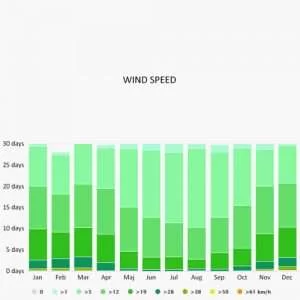 WIND SPEED
30 days
25 days
20 days
15 days
10 days
5 days
0 days
Jan Feb Mar Apr Maj Jun Jul Aug Sep Oct Nov Dec
0 >1 >5 >12 >19 >28 >38 >50 >61 km/h